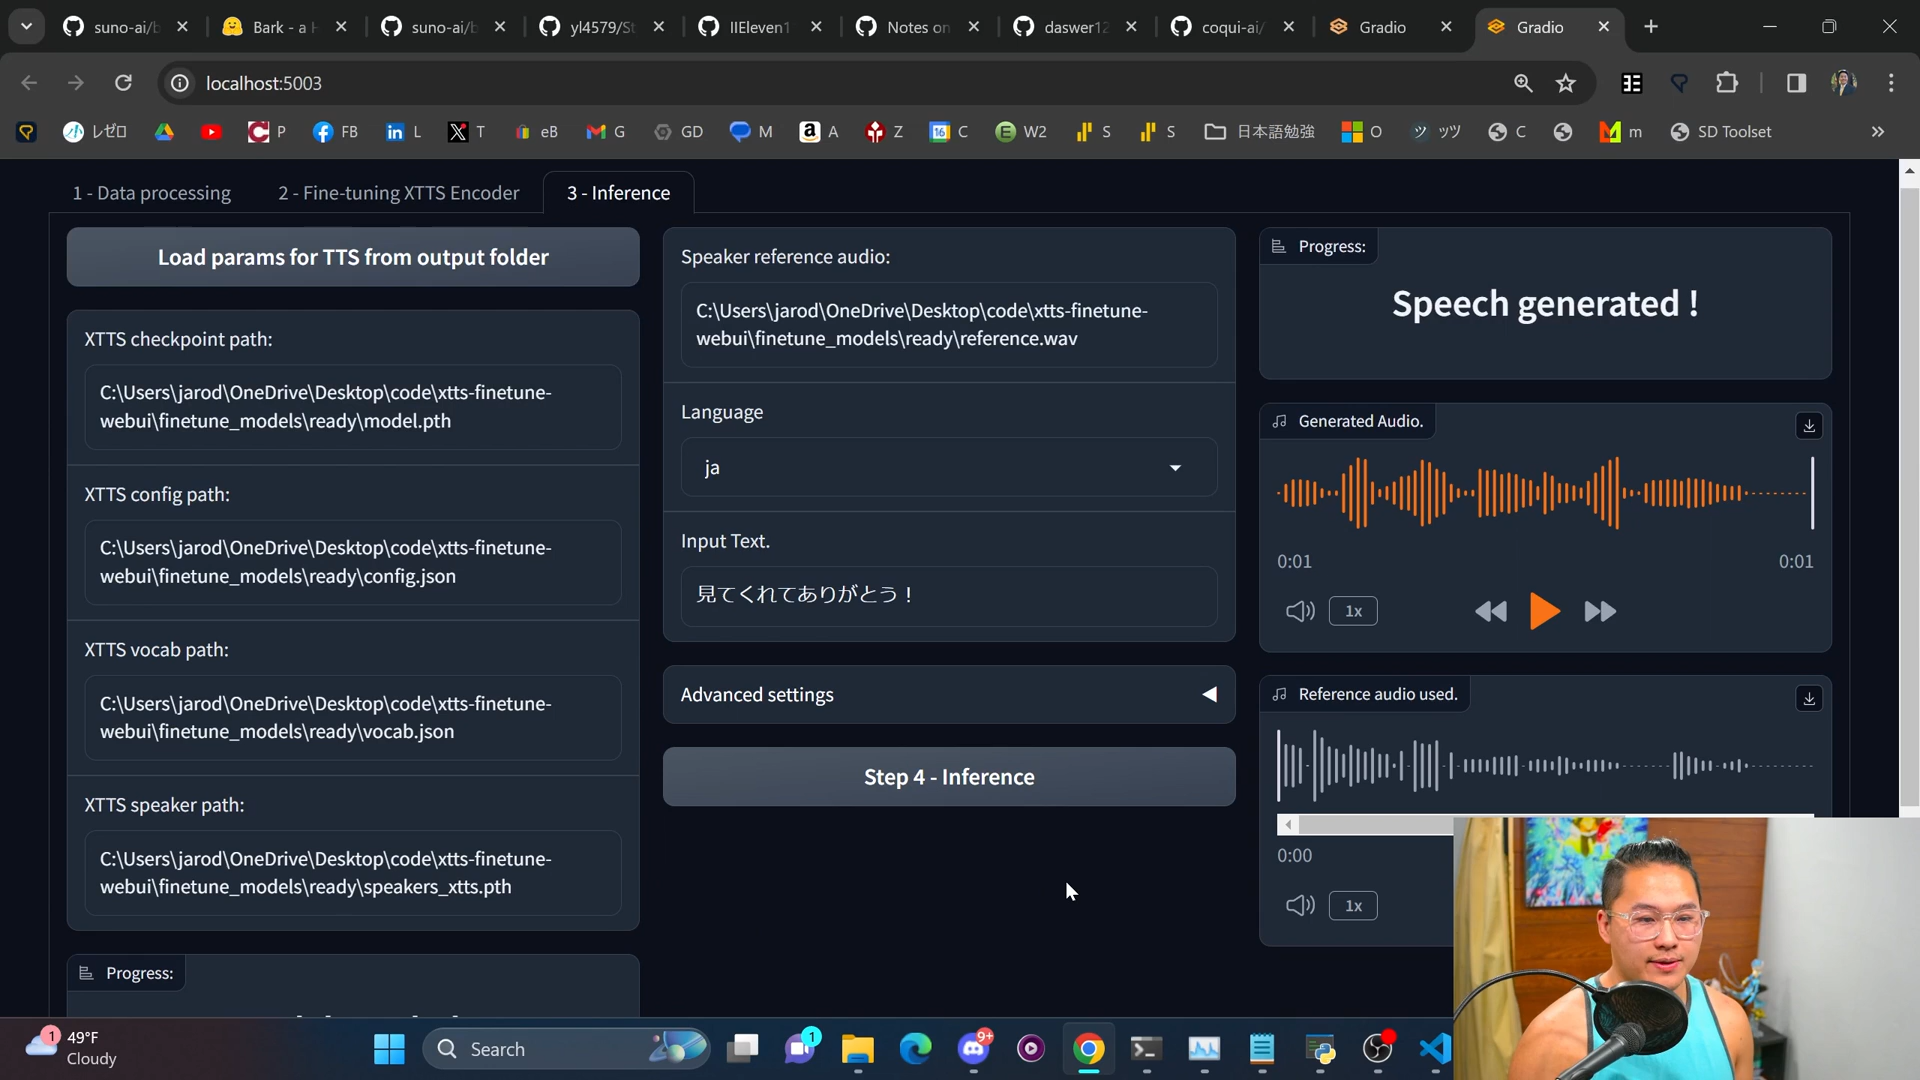 suno-ai/b
Bark - a H
suno-ai/b
yl4579/St
IIEleven1
Notes on
daswer12
coqui-ai/
Gradio
Gradio
localhost:5003
レゼロ
P
FB
L
T
eB
G
GD
M
A
Z
C
W2
S
S
日本語勉強
O
ッツ
C
m
SD Toolset
1 - Data processing
2 - Fine-tuning XTTS Encoder
3 - Inference
Load params for TTS from output folder
XTTS checkpoint path:
C:\Users\jarod\OneDrive\Desktop\code\xtts-finetune-
webui\finetune_models\ready\model.pth
XTTS config path:
C:\Users\jarod\OneDrive\Desktop\code\xtts-finetune-
webui\finetune_models\ready\config.json
XTTS vocab path:
C:\Users\jarod\OneDrive\Desktop\code\xtts-finetune-
webui\finetune_models\ready\vocab.json
XTTS speaker path:
C:\Users\jarod\OneDrive\Desktop\code\xtts-finetune-
webui\finetune_models\ready\speakers_xtts.pth
Progress:
Speaker reference audio:
C:\Users\jarod\OneDrive\Desktop\code\xtts-finetune-
webui\finetune_models\ready\reference.wav
Language
ja
Input Text.
見てくれてありがとう！
Advanced settings
Step 4 - Inference
Progress:
Speech generated !
Generated Audio.
0:01
0:01
1x
Reference audio used.
0:00
1x
1
49°F
Cloudy
Search
1
9+